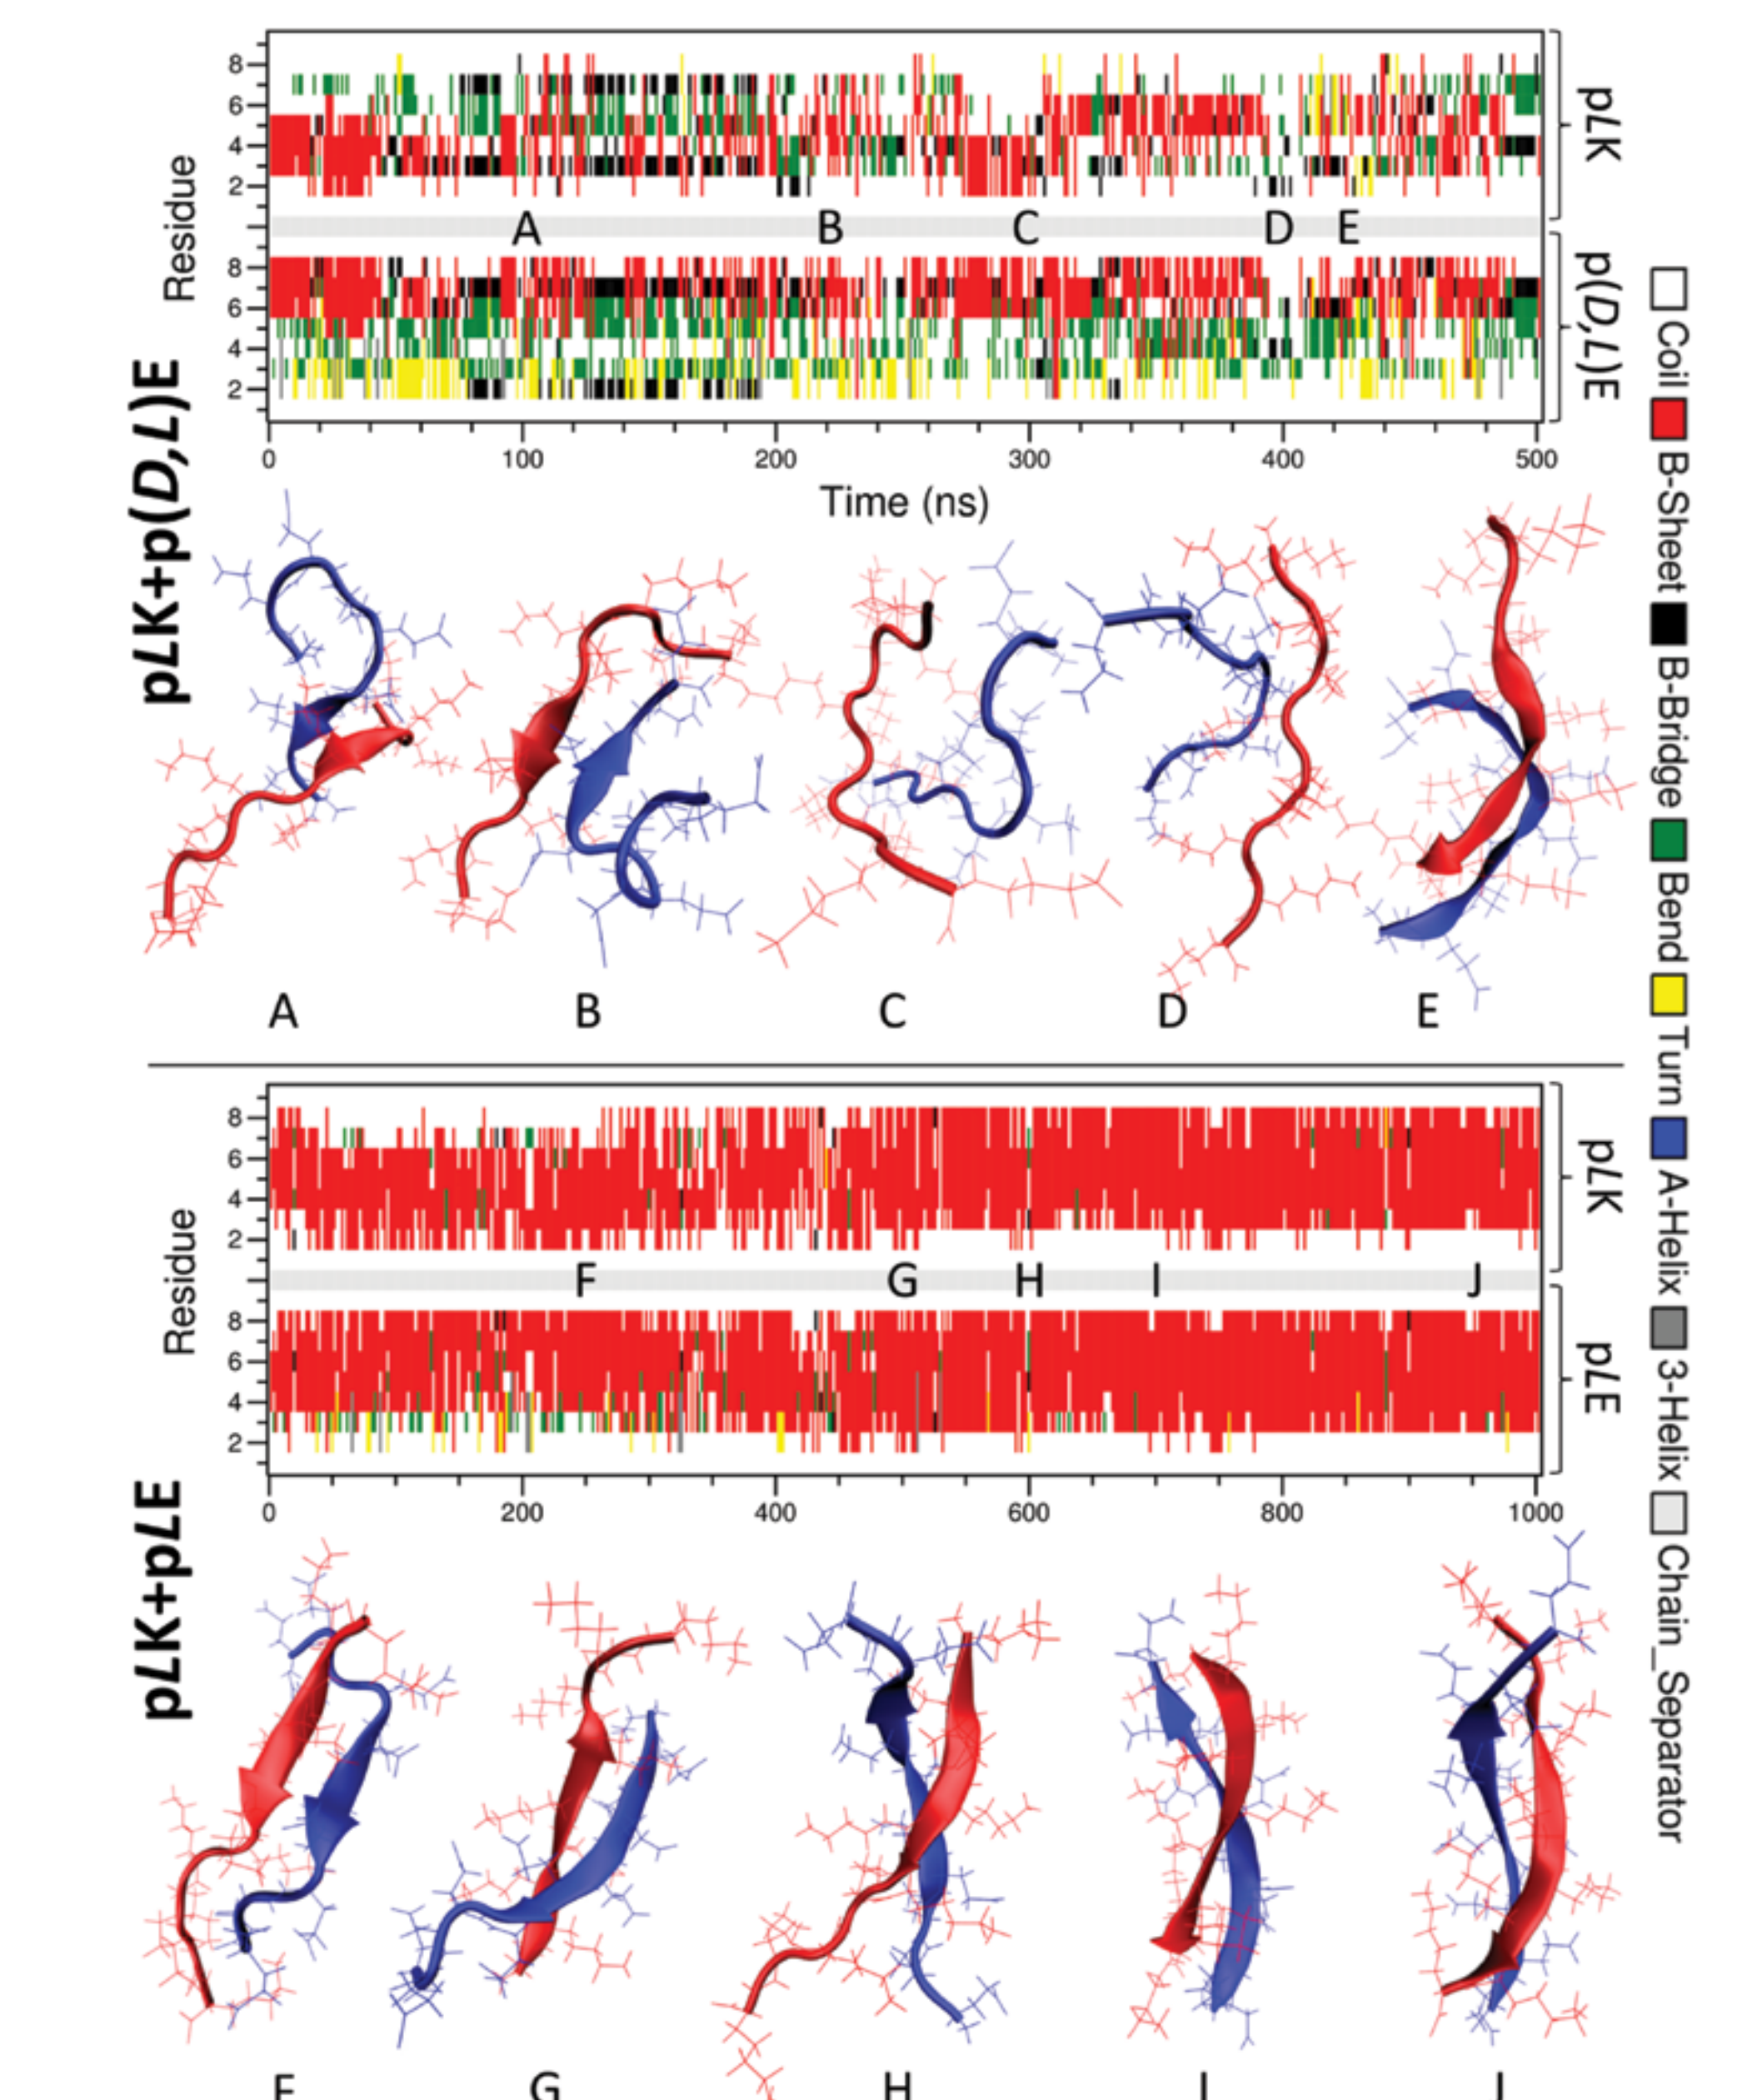 pLK+p(D,L)E
Residue
8
6
4
2
pLK
A B C D E
8
6
4
2
p(D,L)E
0 100 200 300 400 500
Time (ns)
A B C D E
pLK+pLE
Residue
8
6
4
2
pLK
F G H I J
8
6
4
2
pLE
0 200 400 600 800 1000
F G H I J
Coil B-Sheet B-Bridge Bend Turn A-Helix 3-Helix Chain_Separator